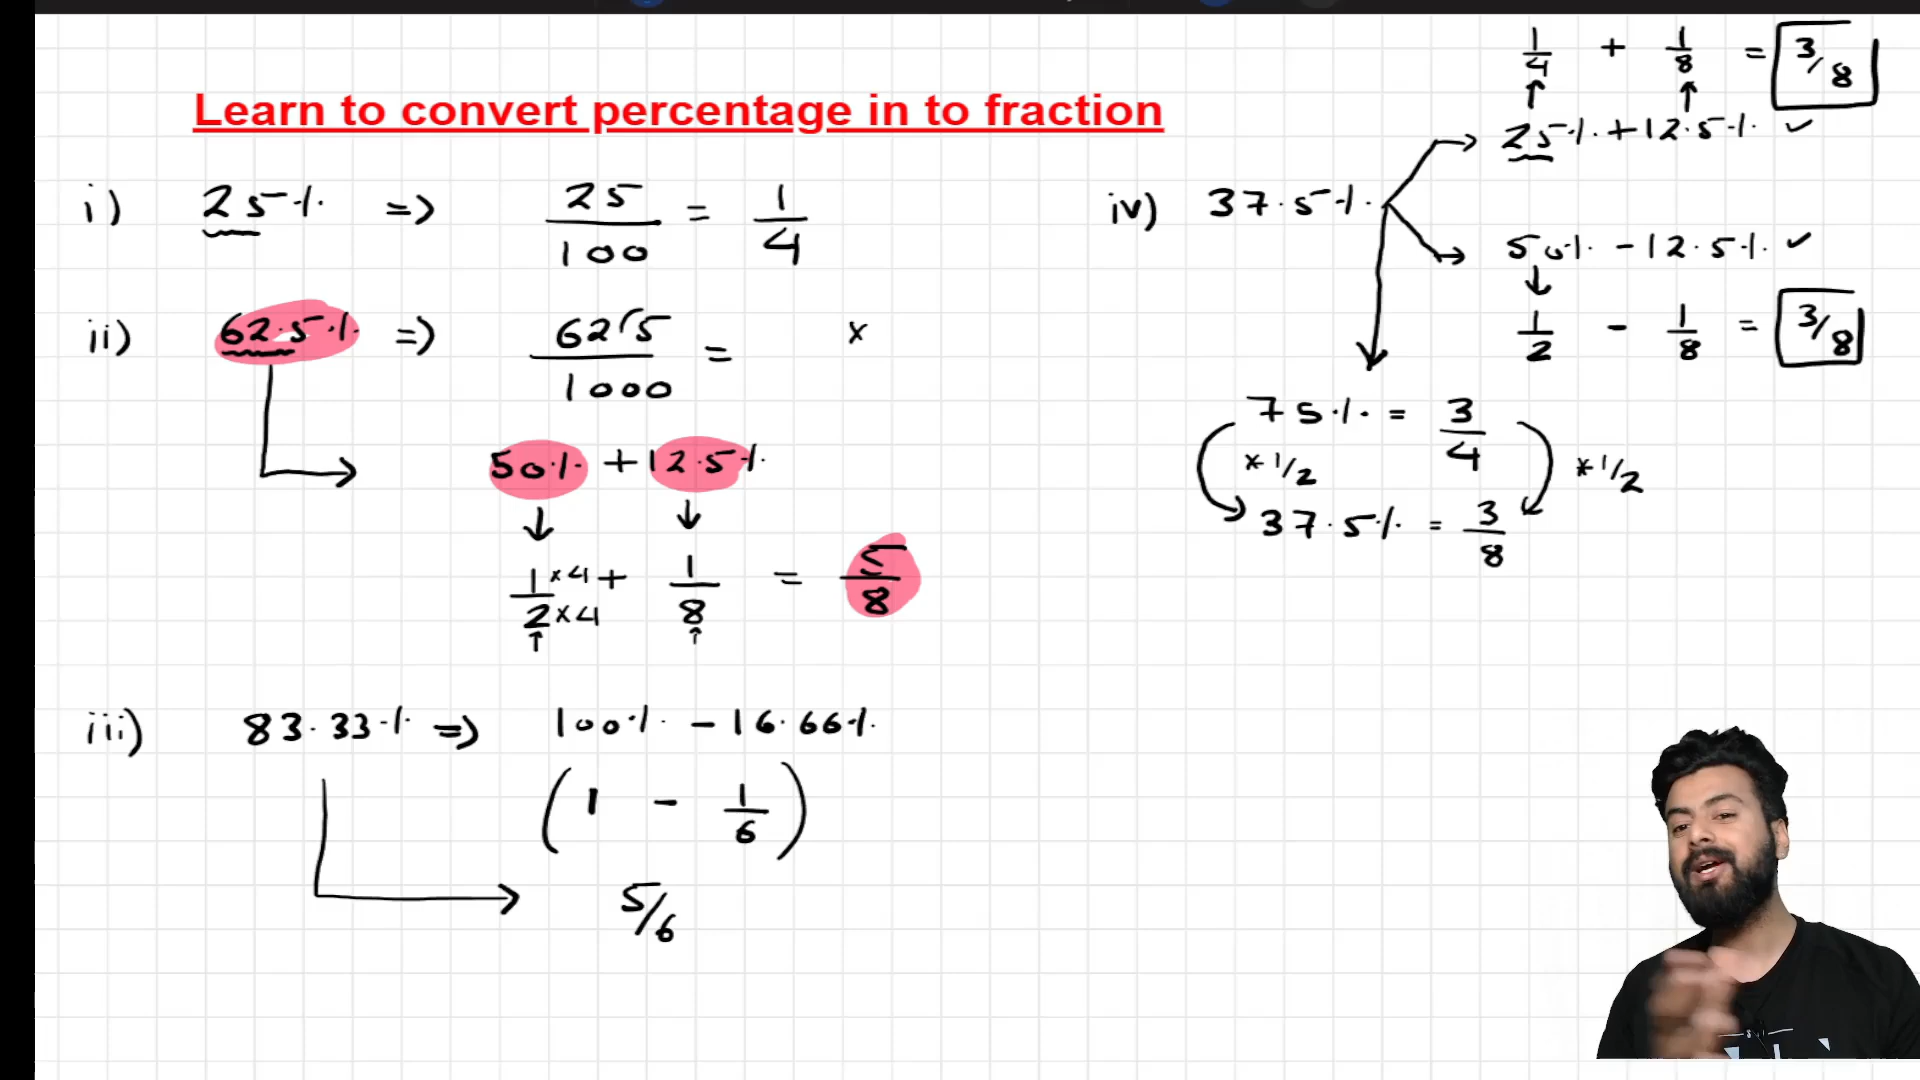 Learn to convert percentage in to fraction
i) 25% => 25/100 = 1/4
ii) 62.5% => 625/1000 = x
50% + 12.5%
1/2 ×4 ×4 + 1/8 = 5/8
iii) 83.33% => 100% - 16.66%
(1 - 1/6)
5/6
1/4 + 1/8 = 3/8
25% + 12.5% ✓
iv) 37.5%
50% - 12.5% ✓
1/2 - 1/8 = 3/8
75% = 3/4
* 1/2 * 1/2
37.5% = 3/8